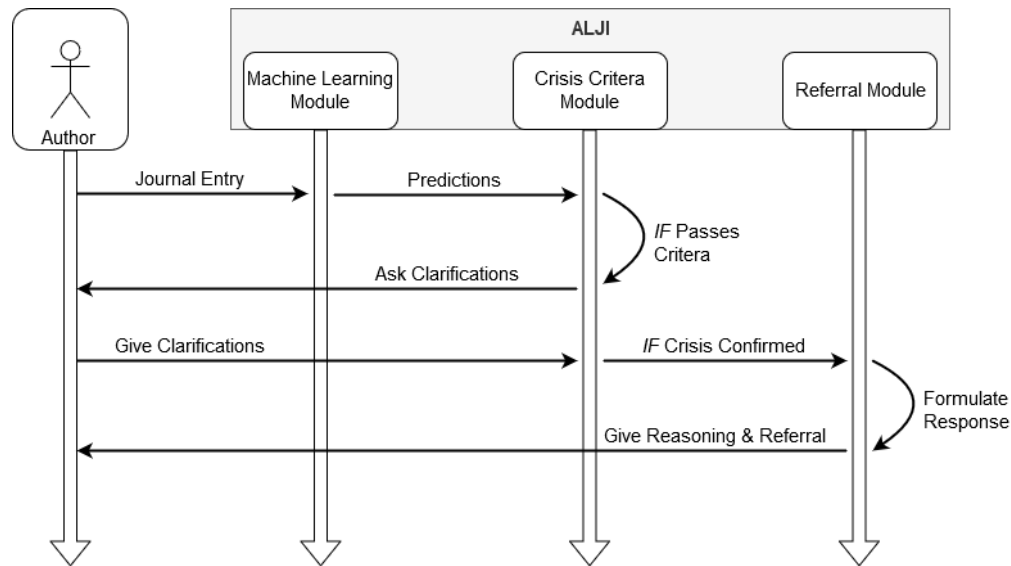 ALJI
Machine Learning
Module
Crisis Critera
Module
Referral Module
Author
Journal Entry
Predictions
IF Passes
Critera
Ask Clarifications
Give Clarifications
IF Crisis Confirmed
Formulate
Response
Give Reasoning & Referral